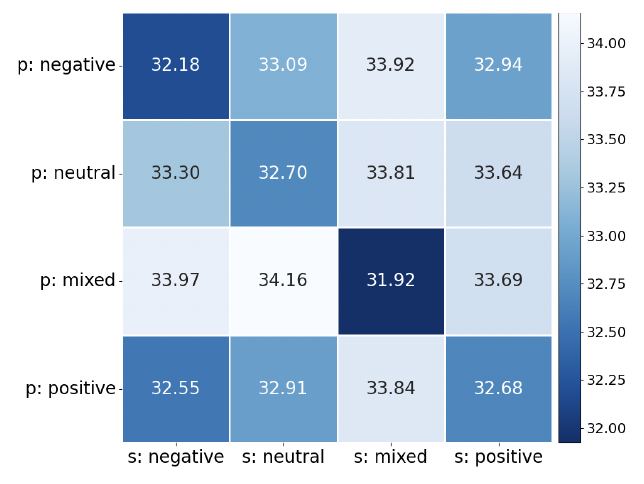 p: negative 32.18 33.09 33.92 32.94
p: neutral 33.30 32.70 33.81 33.64
p: mixed 33.97 34.16 31.92 33.69
p: positive 32.55 32.91 33.84 32.68
s: negative s: neutral s: mixed s: positive
34.00
33.75
33.50
33.25
33.00
32.75
32.50
32.25
32.00